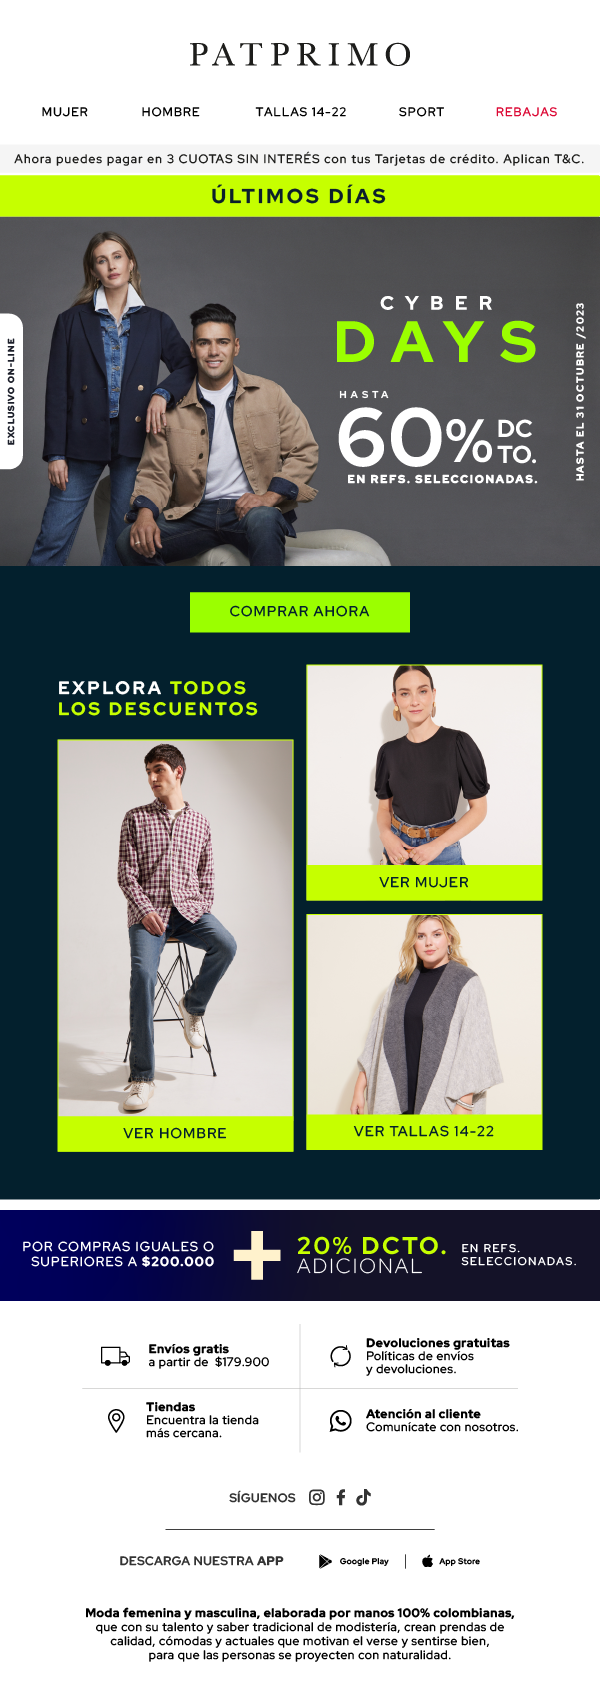 PATPRIMO
MUJER HOMBRE TALLAS 14-22 SPORT REBAJAS
Ahora puedes pagar en 3 CUOTAS SIN INTERÉS con tus Tarjetas de crédito. Aplican T&C.
ÚLTIMOS DÍAS
EXCLUSIVO ON-LINE
CYBER
DAYS
HASTA
60% DC
TO.
EN REFS. SELECCIONADAS.
HASTA EL 31 OCTUBRE /2023
COMPRAR AHORA
EXPLORA TODOS
LOS DESCUENTOS
VER MUJER
VER HOMBRE
VER TALLAS 14-22
POR COMPRAS IGUALES O
SUPERIORES A $200.000
+
20% DCTO.
ADICIONAL
EN REFS.
SELECCIONADAS.
Envíos gratis
a partir de $179.900
Devoluciones gratuitas
Políticas de envíos
y devoluciones.
Tiendas
Encuentra la tienda
más cercana.
Atención al cliente
Comunícate con nosotros.
SÍGUENOS
DESCARGA NUESTRA APP Google Play | App Store
Moda femenina y masculina, elaborada por manos 100% colombianas,
que con su talento y saber tradicional de modistería, crean prendas de
calidad, cómodas y actuales que motivan el verse y sentirse bien,
para que las personas se proyecten con naturalidad.